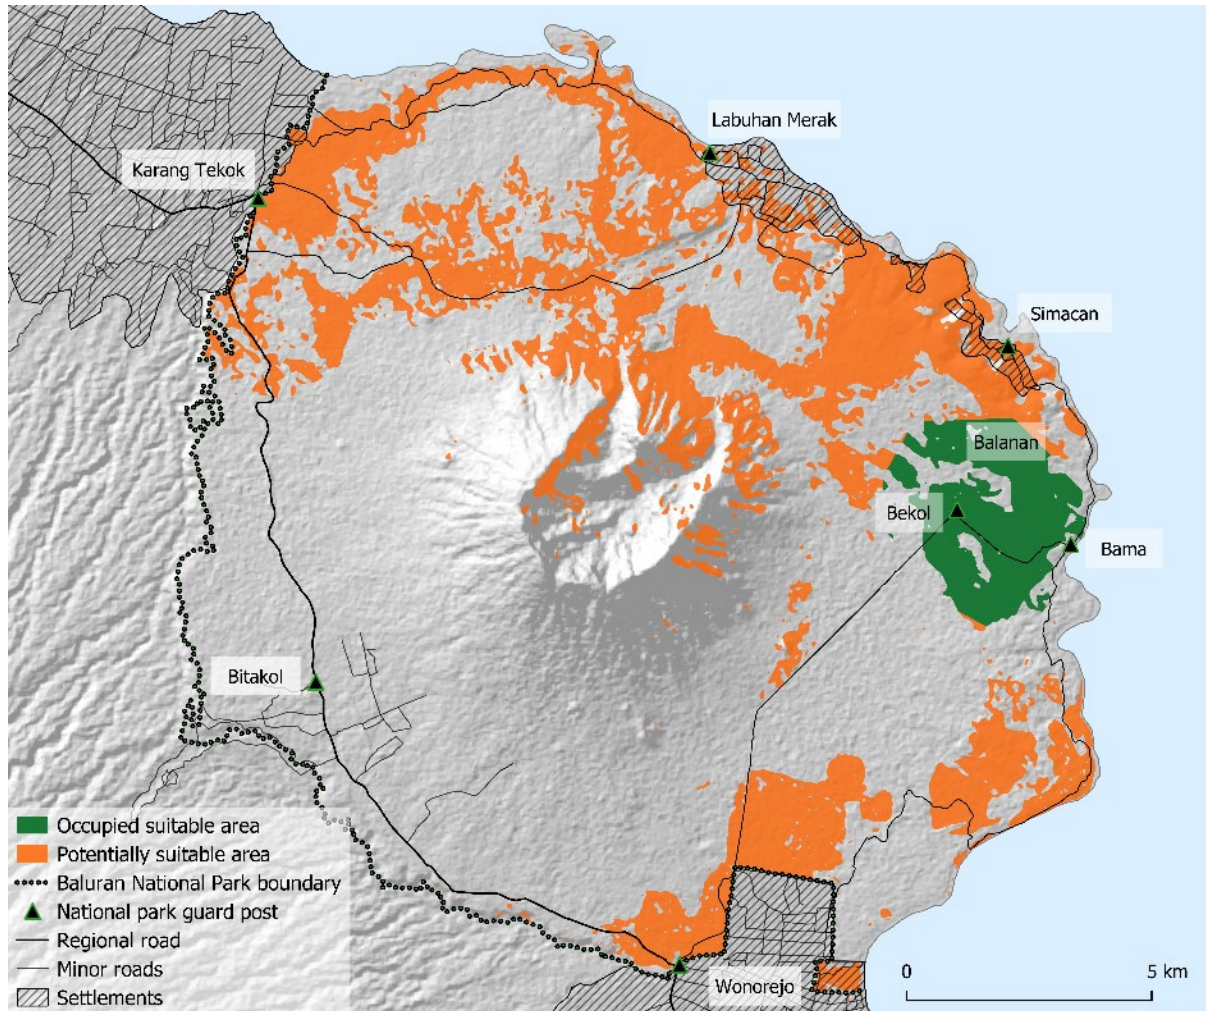 Labuhan Merak
Karang Tekok
Simacan
Balanan
Bekol
Bama
Bitakol
Occupied suitable area
Potentially suitable area
Baluran National Park boundary
National park guard post
Regional road
Minor roads
Settlements
Wonorejo
0 5 km